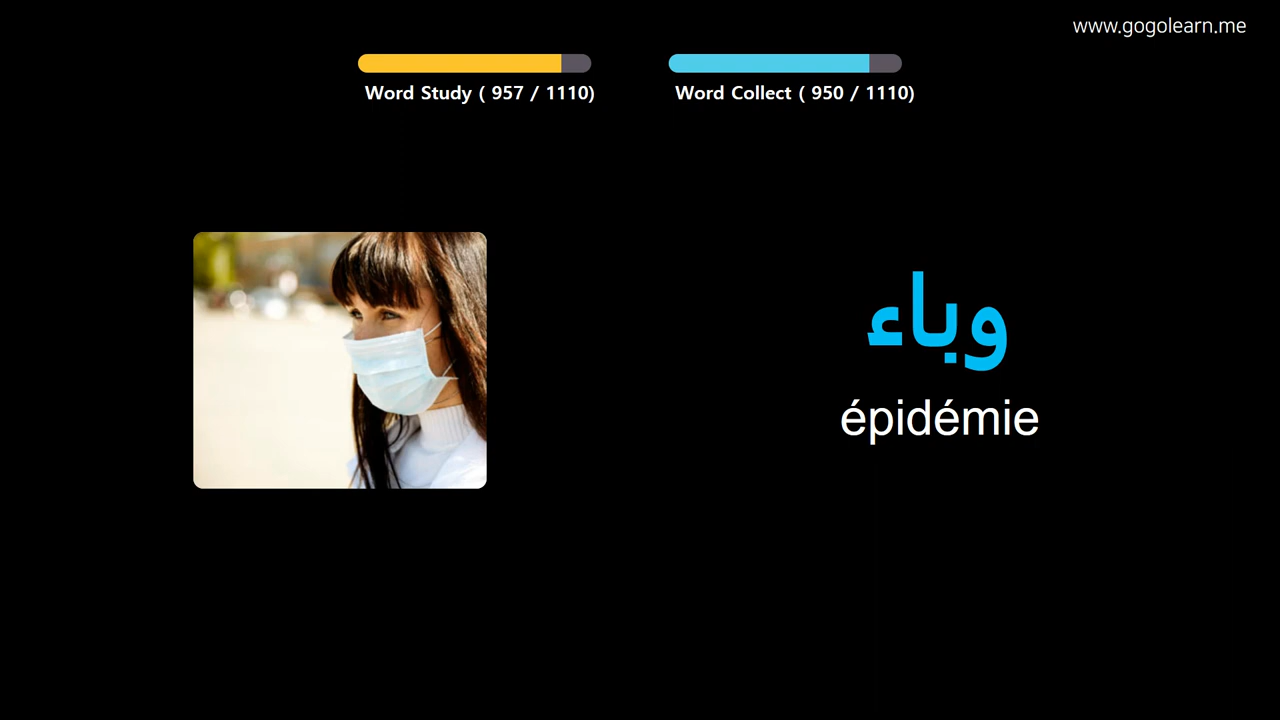 www.gogolearn.me
Word Study ( 957 / 1110)
Word Collect ( 950 / 1110)
وباء
épidémie